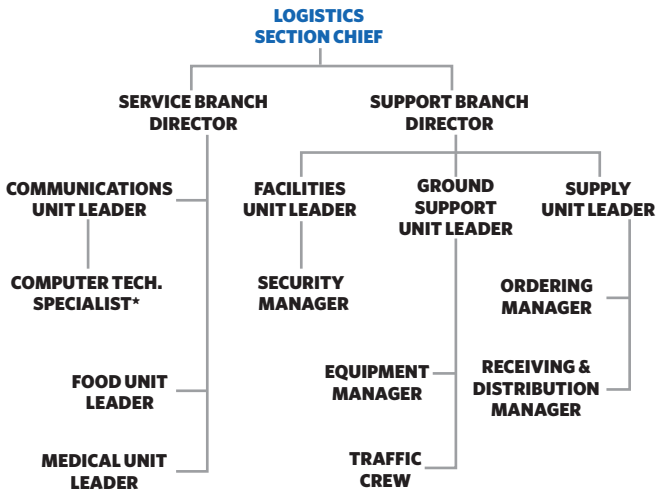 LOGISTICS
SECTION CHIEF
SERVICE BRANCH
DIRECTOR
SUPPORT BRANCH
DIRECTOR
COMMUNICATIONS
UNIT LEADER
FACILITIES
UNIT LEADER
GROUND
SUPPORT
UNIT LEADER
SUPPLY
UNIT LEADER
COMPUTER TECH.
SPECIALIST*
SECURITY
MANAGER
ORDERING
MANAGER
FOOD UNIT
LEADER
EQUIPMENT
MANAGER
RECEIVING &
DISTRIBUTION
MANAGER
MEDICAL UNIT
LEADER
TRAFFIC
CREW